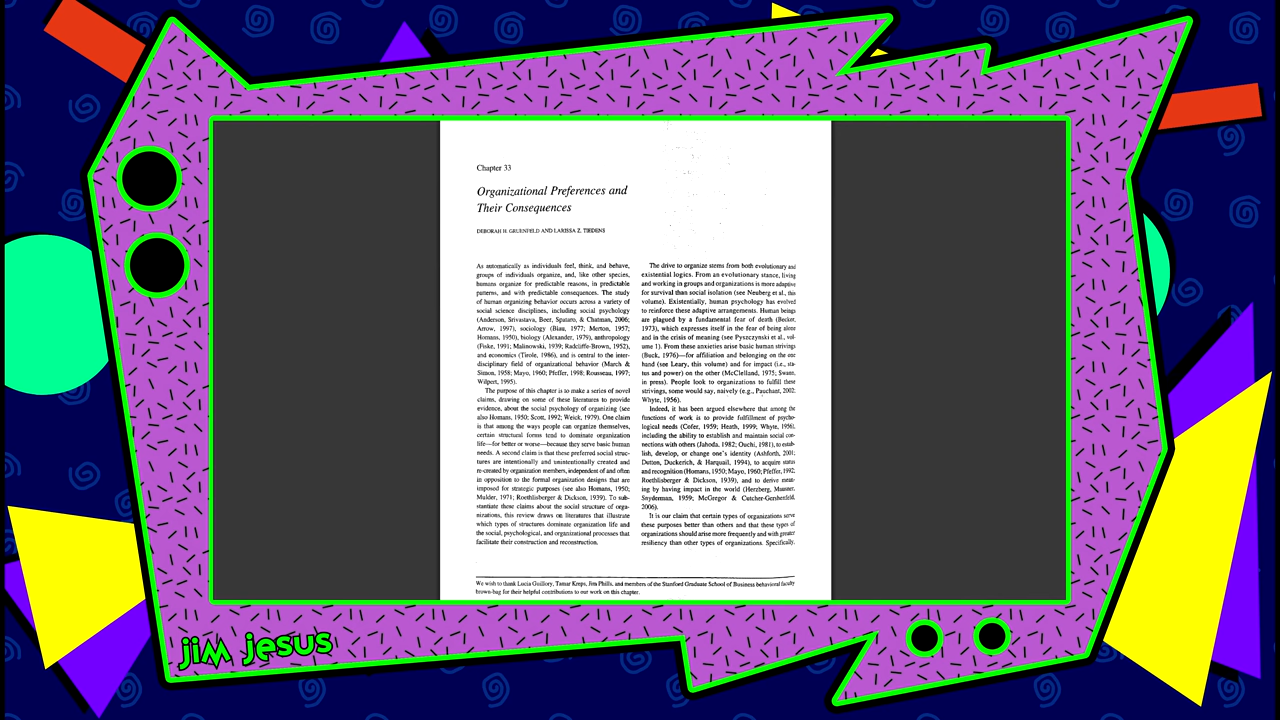 Chapter 33
Organizational Preferences and
Their Consequences
DEBORAH H. GRUENFELD AND LARISSA Z. TIEDENS
As automatically as individuals feel, think, and behave,
groups of individuals organize, and, like other species,
humans organize for predictable reasons, in predictable
patterns, and with predictable consequences. The study
of human organizing behavior occurs across a variety of
social science disciplines, including social psychology
(Anderson, Srivastava, Beer, Spataro, & Chatman, 2006;
Arrow, 1997), sociology (Blau, 1977; Merton, 1957;
Homans, 1950), biology (Alexander, 1979), anthropology
(Fiske, 1991; Malinowski, 1939; Radcliffe-Brown, 1952),
and economics (Tirole, 1986), and is central to the inter-
disciplinary field of organizational behavior (March &
Simon, 1958; Mayo, 1960; Pfeffer, 1998; Rousseau, 1997;
Wilpert, 1995).
The purpose of this chapter is to make a series of novel
claims, drawing on some of these literatures to provide
evidence, about the social psychology of organizing (see
also Homans, 1950; Scott, 1992; Weick, 1979). One claim
is that among the ways people can organize themselves,
certain structural forms tend to dominate organization
life—for better or worse—because they serve basic human
needs. A second claim is that these preferred social struc-
tures are intentionally and unintentionally created and
re-created by organization members, independent of and often
in opposition to the formal organization designs that are
imposed for strategic purposes (see also Homans, 1950;
Mulder, 1971; Roethlisberger & Dickson, 1939). To sub-
stantiate these claims about the social structure of orga-
nizations, this review draws on literatures that illustrate
which types of structures dominate organization life and
the social, psychological, and organizational processes that
facilitate their construction and reconstruction.
The drive to organize stems from both evolutionary and
existential logics. From an evolutionary stance, living
and working in groups and organizations is more adaptive
for survival than social isolation (see Neuberg et al., this
volume). Existentially, human psychology has evolved
to reinforce these adaptive arrangements. Human beings
are plagued by a fundamental fear of death (Becker,
1973), which expresses itself in the fear of being alone
and in the crisis of meaning (see Pyszczynski et al., vol-
ume 1). From these anxieties arise basic human strivings
(Buck, 1976)—for affiliation and belonging on the one
hand (see Leary, this volume) and for impact (i.e., sta-
tus and power) on the other (McClelland, 1975; Swann,
in press). People look to organizations to fulfill these
strivings, some would say, naively (e.g., Pauchant, 2002;
Whyte, 1956).
Indeed, it has been argued elsewhere that among the
functions of work is to provide fulfillment of psycho-
logical needs (Cofer, 1959; Heath, 1999; Whyte, 1956),
including the ability to establish and maintain social con-
nections with others (Jahoda, 1982; Ouchi, 1981), to estab-
lish, develop, or change one's identity (Ashforth, 2001;
Dutton, Duckerich, & Harquail, 1994), to acquire status
and recognition (Homans, 1950; Mayo, 1960; Pfeffer, 1992;
Roethlisberger & Dickson, 1939), and to derive mean-
ing by having impact in the world (Herzberg, Mausner,
Snyderman, 1959; McGregor & Cutcher-Gershenfeld,
2006).
It is our claim that certain types of organizations serve
these purposes better than others and that these types of
organizations should arise more frequently and with greater
resiliency than other types of organizations. Specifically,
We wish to thank Lucia Guillory, Tamar Kreps, Jim Phills, and members of the Stanford Graduate School of Business behavioral faculty
brown-bag for their helpful contributions to our work on this chapter.
jim jesus